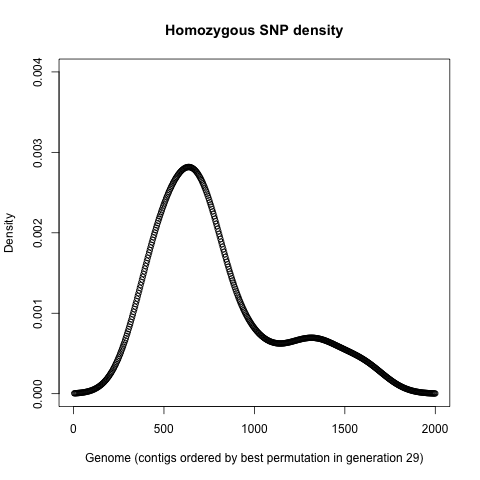 Homozygous SNP density
0.004
0.003
0.002
0.001
0.000
Density
0 500 1000 1500 2000
Genome (contigs ordered by best permutation in generation 29)